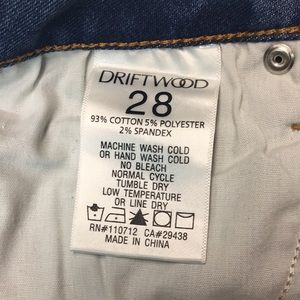 DRIFTWOOD
28
93% COTTON 5% POLYESTER
2% SPANDEX
MACHINE WASH COLD
OR HAND WASH COLD
NO BLEACH
NORMAL CYCLE
TUMBLE DRY
LOW TEMPERATURE
OR LINE DRY
RN#110712 CA#29438
MADE IN CHINA